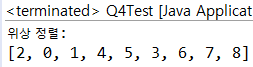 <terminated> Q4Test [Java Applicat
위상 정렬:
[2, 0, 1, 4, 5, 3, 6, 7, 8]